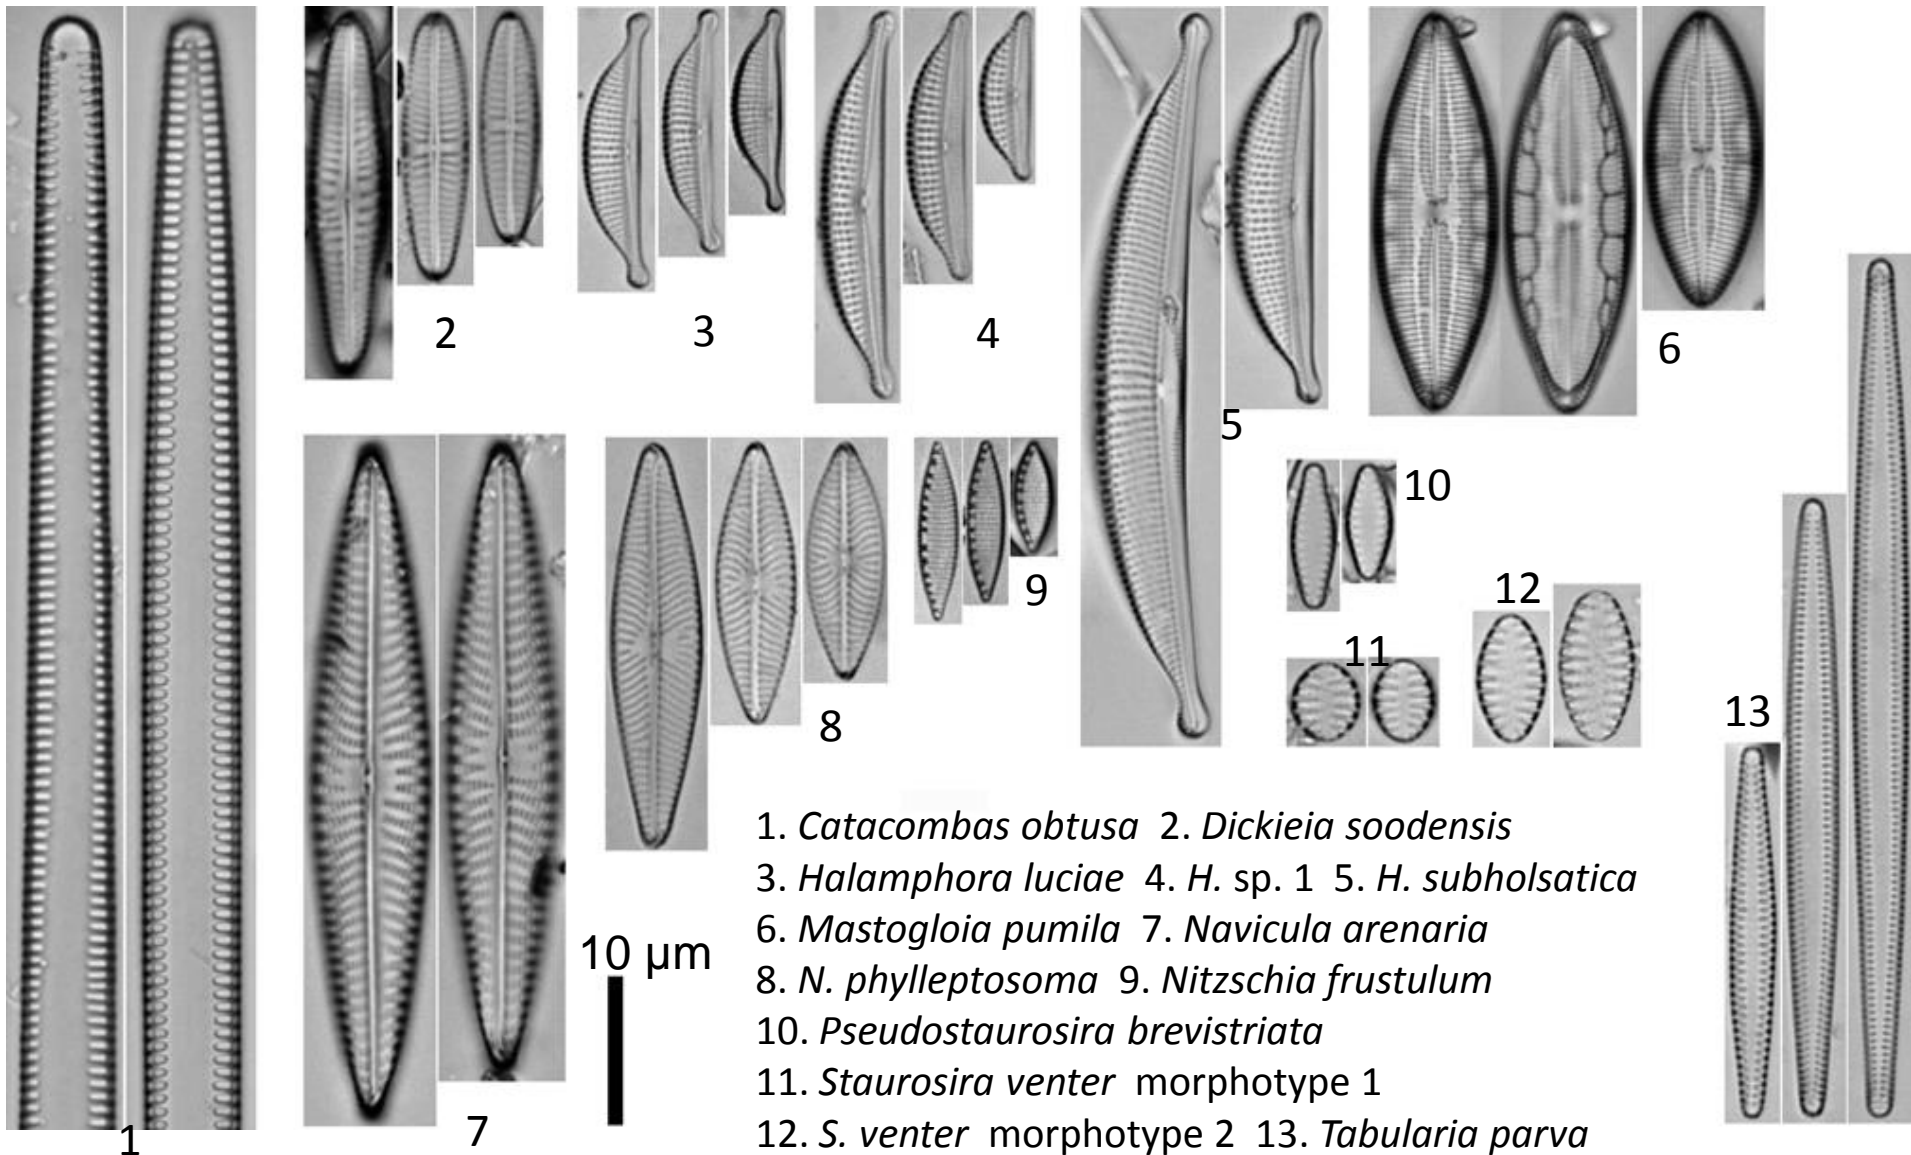 2
3
4
5
6
10
9
12
11
8
13
1. Catacombas obtusa 2. Dickieia soodensis
3. Halamphora luciae 4. H. sp. 1 5. H. subholsatica
6. Mastogloia pumila 7. Navicula arenaria
10 µm
8. N. phylleptosoma 9. Nitzschia frustulum
10. Pseudostaurosira brevistriata
11. Staurosira venter morphotype 1
12. S. venter morphotype 2 13. Tabularia parva
7
1